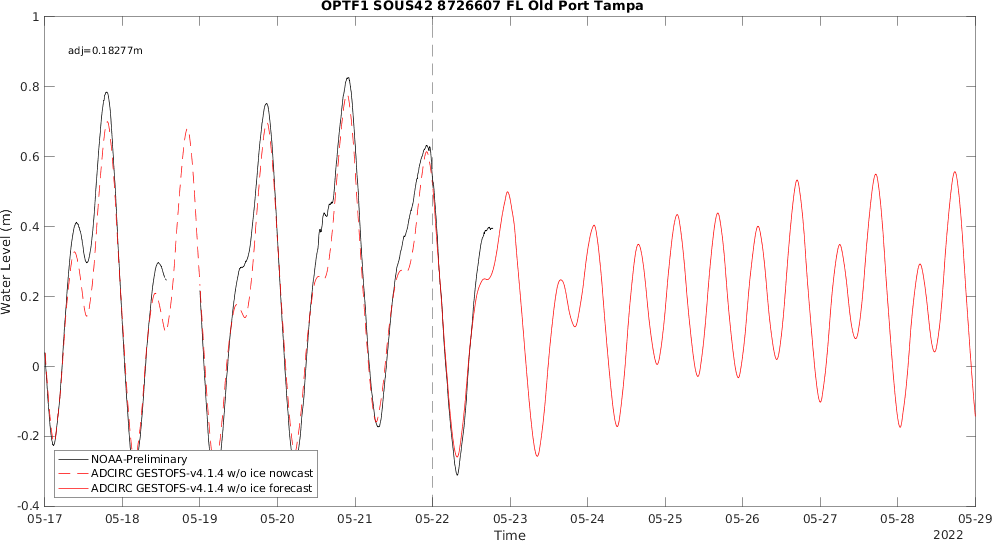 OPTF1 SOUS42 8726607 FL Old Port Tampa
adj=0.18277m
Water Level (m)
1
0.8
0.6
0.4
0.2
0
-0.2
-0.4
NOAA-Preliminary
ADCIRC GESTOFS-v4.1.4 w/o ice nowcast
ADCIRC GESTOFS-v4.1.4 w/o ice forecast
05-17 05-18 05-19 05-20 05-21 05-22 05-23 05-24 05-25 05-26 05-27 05-28 05-29
Time
2022